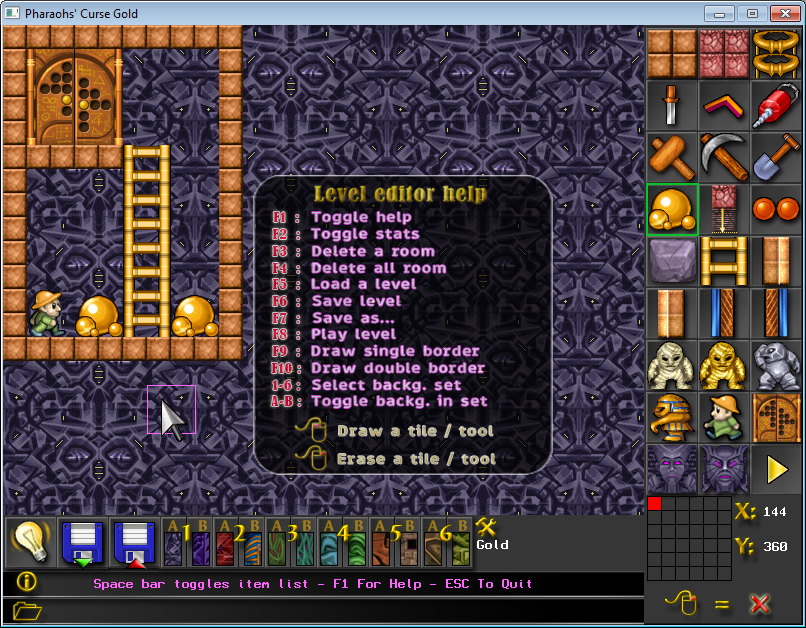 Pharaohs' Curse Gold
Level editor help
F1 : Toggle help
F2 : Toggle stats
F3 : Delete a room
F4 : Delete all room
F5 : Load a level
F6 : Save level
F7 : Save as...
F8 : Play level
F9 : Draw single border
F10 : Draw double border
1-6 : Select backg. set
A-B : Toggle backg. in set
Draw a tile / tool
Erase a tile / tool
A 1 B A 2 B A 3 B A 4 B A 5 B A 6 B
Gold
X: 144
Y: 360
Space bar toggles item list - F1 For Help - ESC To Quit
=